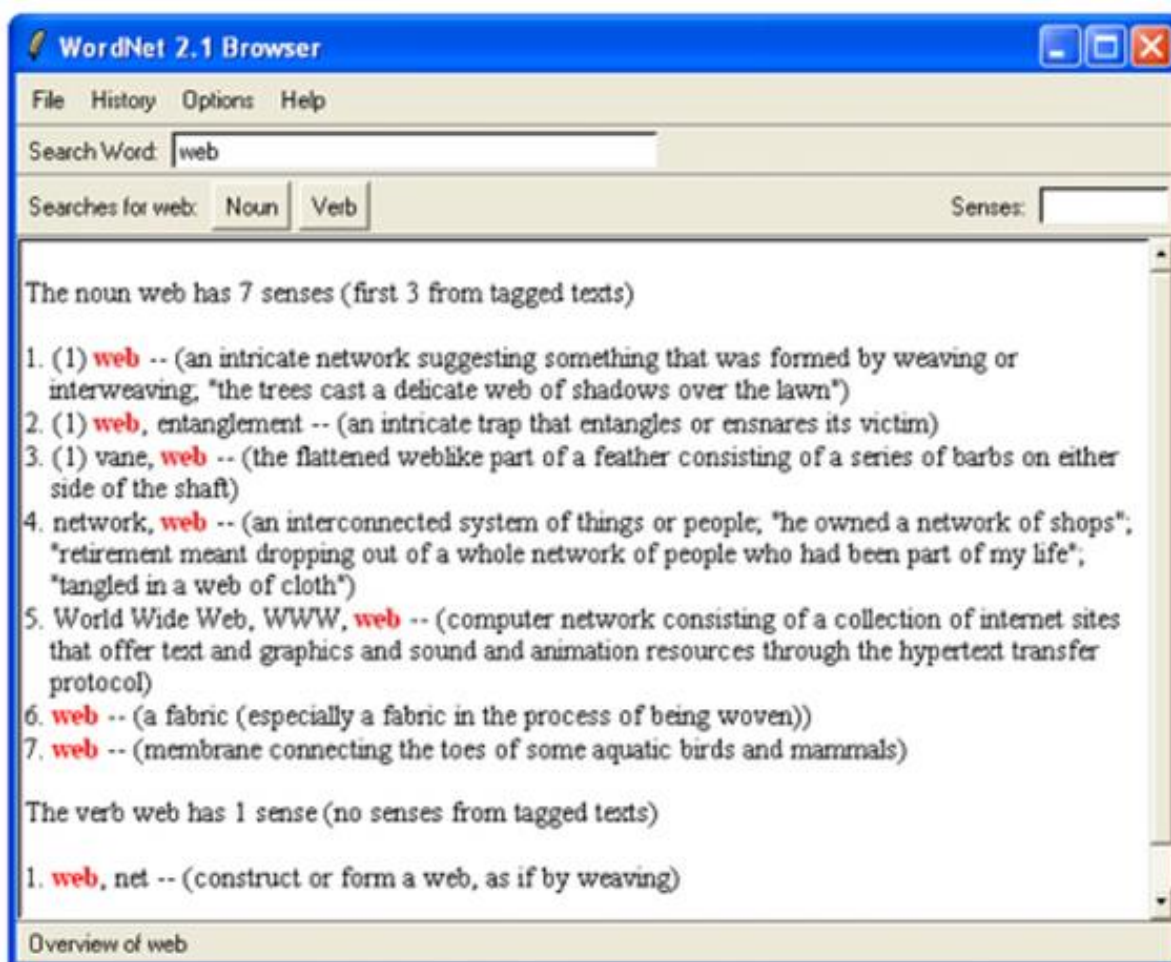 WordNet 2.1 Browser
File History Options Help
Search Word: web
Searches for web: Noun Verb Senses:
The noun web has 7 senses (first 3 from tagged texts)
1. (1) web -- (an intricate network suggesting something that was formed by weaving or
interweaving; "the trees cast a delicate web of shadows over the lawn")
2. (1) web, entanglement -- (an intricate trap that entangles or ensnares its victim)
3. (1) vane, web -- (the flattened weblike part of a feather consisting of a series of barbs on either
side of the shaft)
4. network, web -- (an interconnected system of things or people; "he owned a network of shops";
"retirement meant dropping out of a whole network of people who had been part of my life";
"tangled in a web of cloth")
5. World Wide Web, WWW, web -- (computer network consisting of a collection of internet sites
that offer text and graphics and sound and animation resources through the hypertext transfer
protocol)
6. web -- (a fabric (especially a fabric in the process of being woven))
7. web -- (membrane connecting the toes of some aquatic birds and mammals)
The verb web has 1 sense (no senses from tagged texts)
1. web, net -- (construct or form a web, as if by weaving)
Overview of web